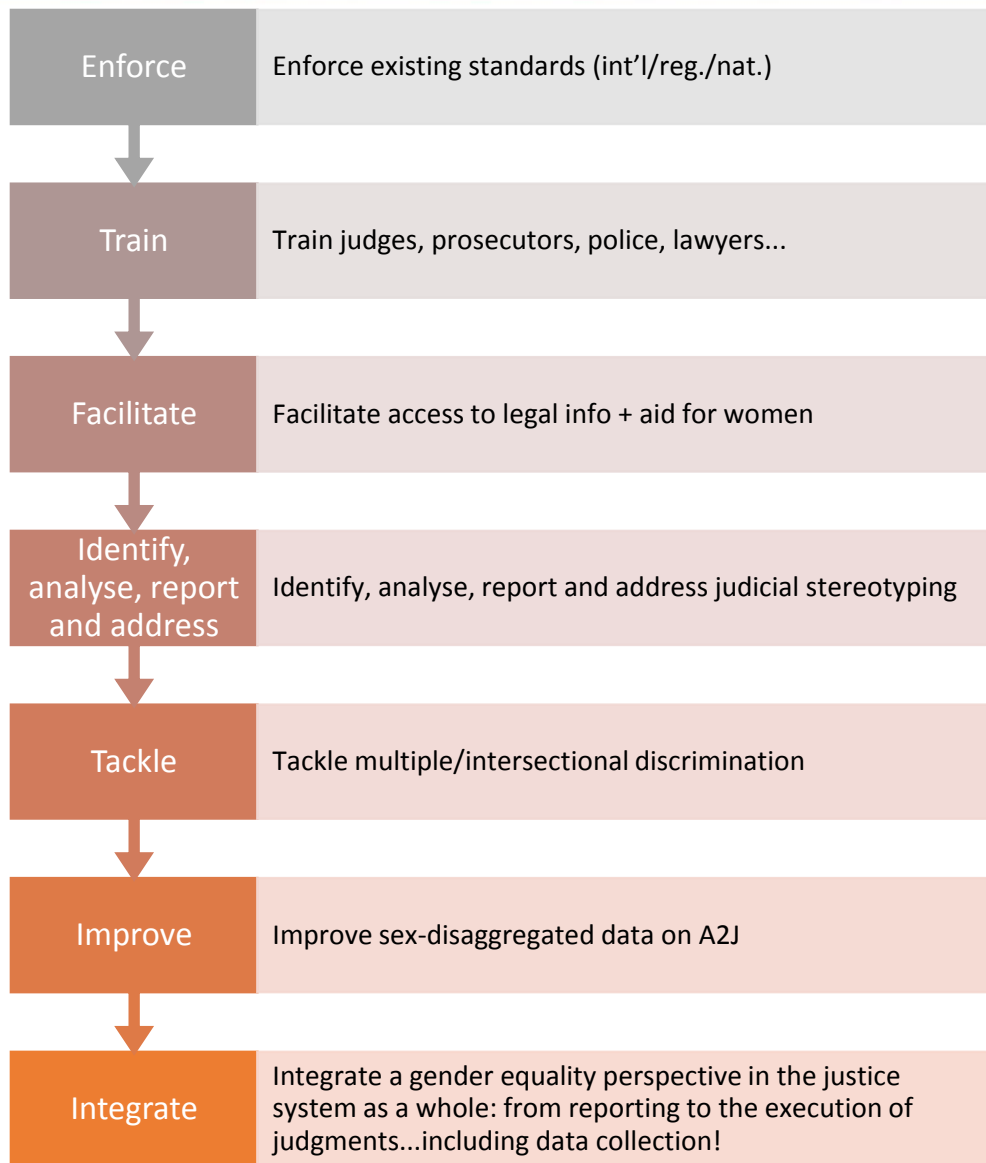 Enforce
Enforce existing standards (int’l/reg./nat.)
Train
Train judges, prosecutors, police, lawyers...
Facilitate
Facilitate access to legal info + aid for women
Identify,
analyse, report
and address
Identify, analyse, report and address judicial stereotyping
Tackle
Tackle multiple/intersectional discrimination
Improve
Improve sex-disaggregated data on A2J
Integrate
Integrate a gender equality perspective in the justice
system as a whole: from reporting to the execution of
judgments...including data collection!